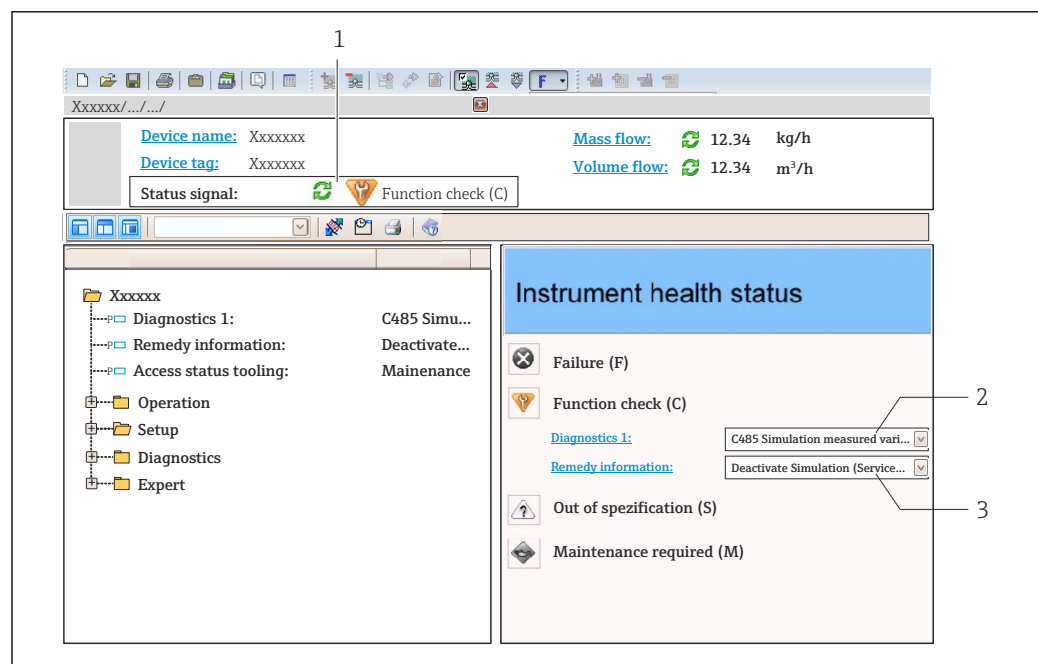 1
F
Xxxxxx/.../.../
Device name: Xxxxxxx
Mass flow: 12.34 kg/h
Device tag: Xxxxxxx
Volume flow: 12.34 m³/h
Status signal: Function check (C)
Xxxxxx
Diagnostics 1: C485 Simu...
Remedy information: Deactivate...
Access status tooling: Mainenance
Operation
Setup
Diagnostics
Expert
Instrument health status
Failure (F)
Function check (C)
2
Diagnostics 1: C485 Simulation measured vari...
Remedy information: Deactivate Simulation (Service...
3
Out of spezification (S)
Maintenance required (M)